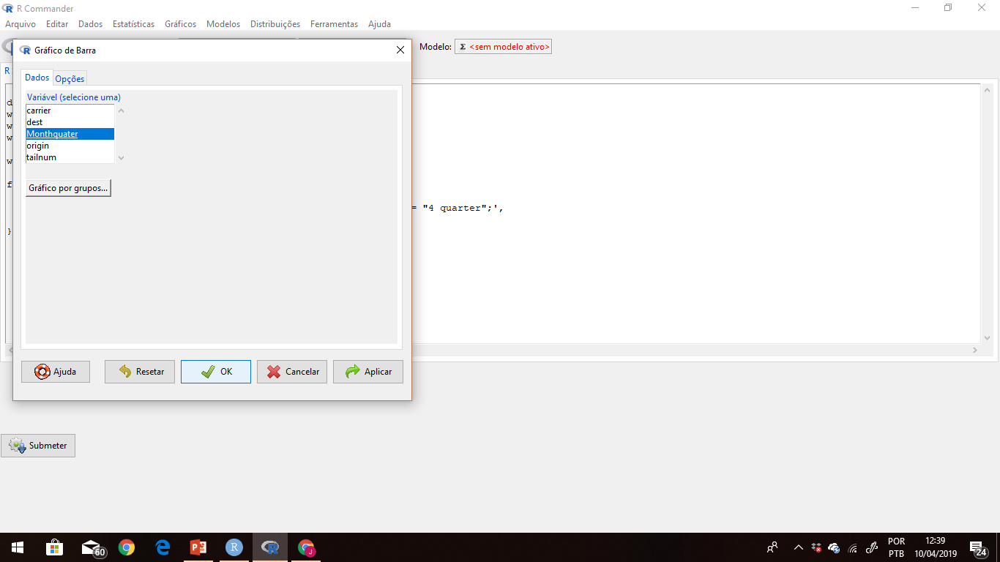 R Commander
Arquivo Editar Dados Estatísticas Gráficos Modelos Distribuições Ferramentas Ajuda
Gráfico de Barra
Modelo: Σ <sem modelo ativo>
R
Dados Opções
Variável (selecione uma)
carrier
dest
Monthquater
origin
tailnum
Gráfico por grupos...
d
w
w
w
w
f
= "4 quarter";',
}
Ajuda Resetar OK Cancelar Aplicar
Submeter
60
POR
PTB
12:39
10/04/2019
24